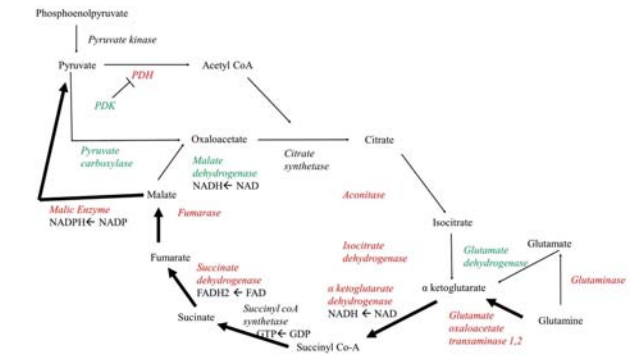 Phosphoenolpyruvate
Pyruvate kinase
Pyruvate
PDH
Acetyl CoA
PDK
Oxaloacetate
Citrate
Pyruvate
carboxylase
Malate
dehydrogenase
NADH← NAD
Citrate
synthetase
Malate
Aconitase
Malic Enzyme
NADPH← NADP
Fumarase
Isocitrate
Isocitrate
dehydrogenase
Glutamate
dehydrogenase
Glutamate
Fumarate
Succinate
dehydrogenase
FADH2 ← FAD
α ketoglutarate
dehydrogenase
NADH ← NAD
α ketoglutarate
Glutaminase
Sucinate
Succinyl coA
synthetase
GTP← GDP
Glutamate
oxaloacetate
transaminase 1,2
Glutamine
Succinyl Co-A